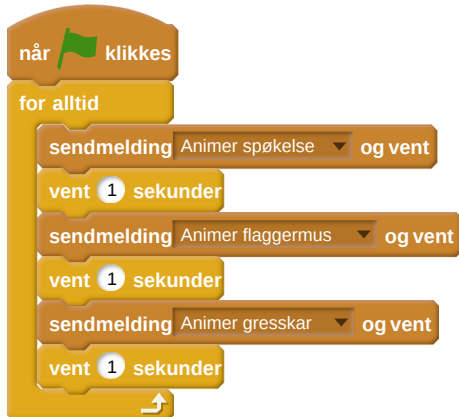 når klikkes
for alltid
sendmelding Animer spøkelse og vent
vent 1 sekunder
sendmelding Animer flaggermus og vent
vent 1 sekunder
sendmelding Animer gresskar og vent
vent 1 sekunder